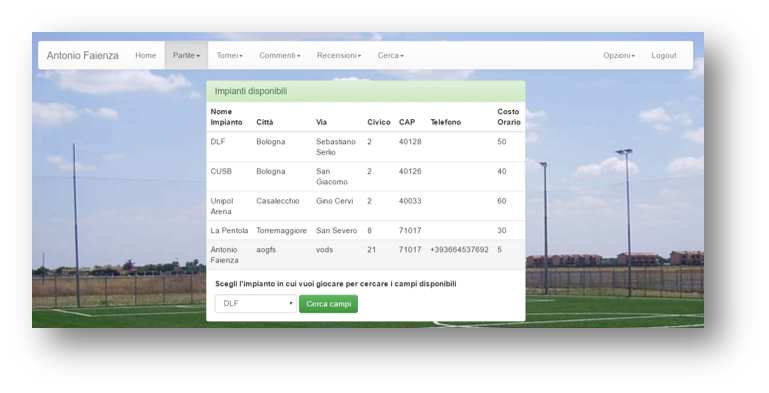 Antonio Faienza Home Partite Tornei Commenti Recensioni Cerca Opzioni Logout
Impianti disponibili
Nome Impianto Città Via Civico CAP Telefono Costo Orario
DLF Bologna Sebastiano Serlio 2 40128 50
CUSB Bologna San Giacomo 2 40126 40
Unipol Arena Casalecchio Gino Cervi 2 40033 60
La Pentola Torremaggiore San Severo 8 71017 30
Antonio Faienza aogfs vods 21 71017 +393664537692 5
Scegli l'impianto in cui vuoi giocare per cercare i campi disponibili
DLF Cerca campi